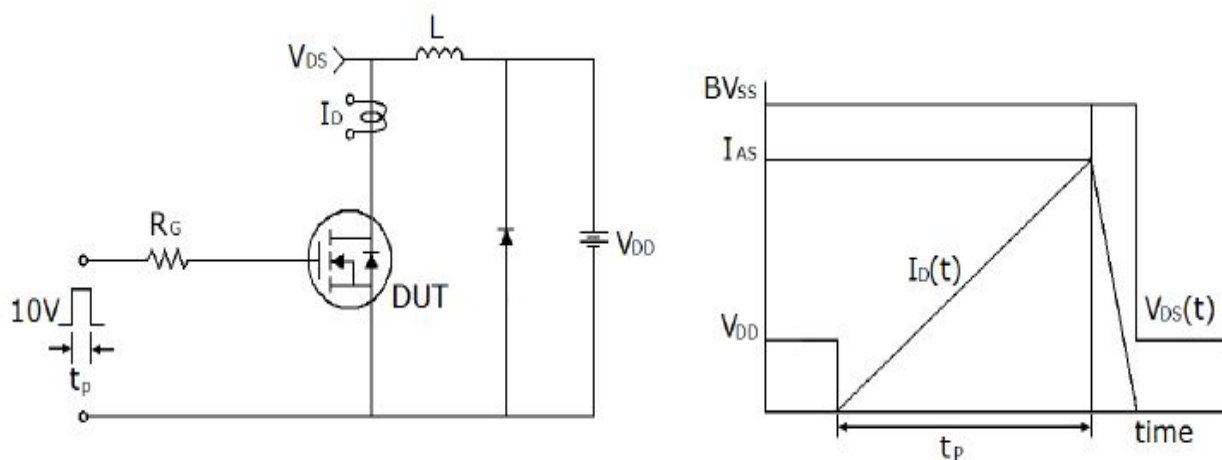 L
VDS
ID
RG
VDD
10V
DUT
tp
BVSS
IAS
ID(t)
VDD
VDS(t)
tP
time